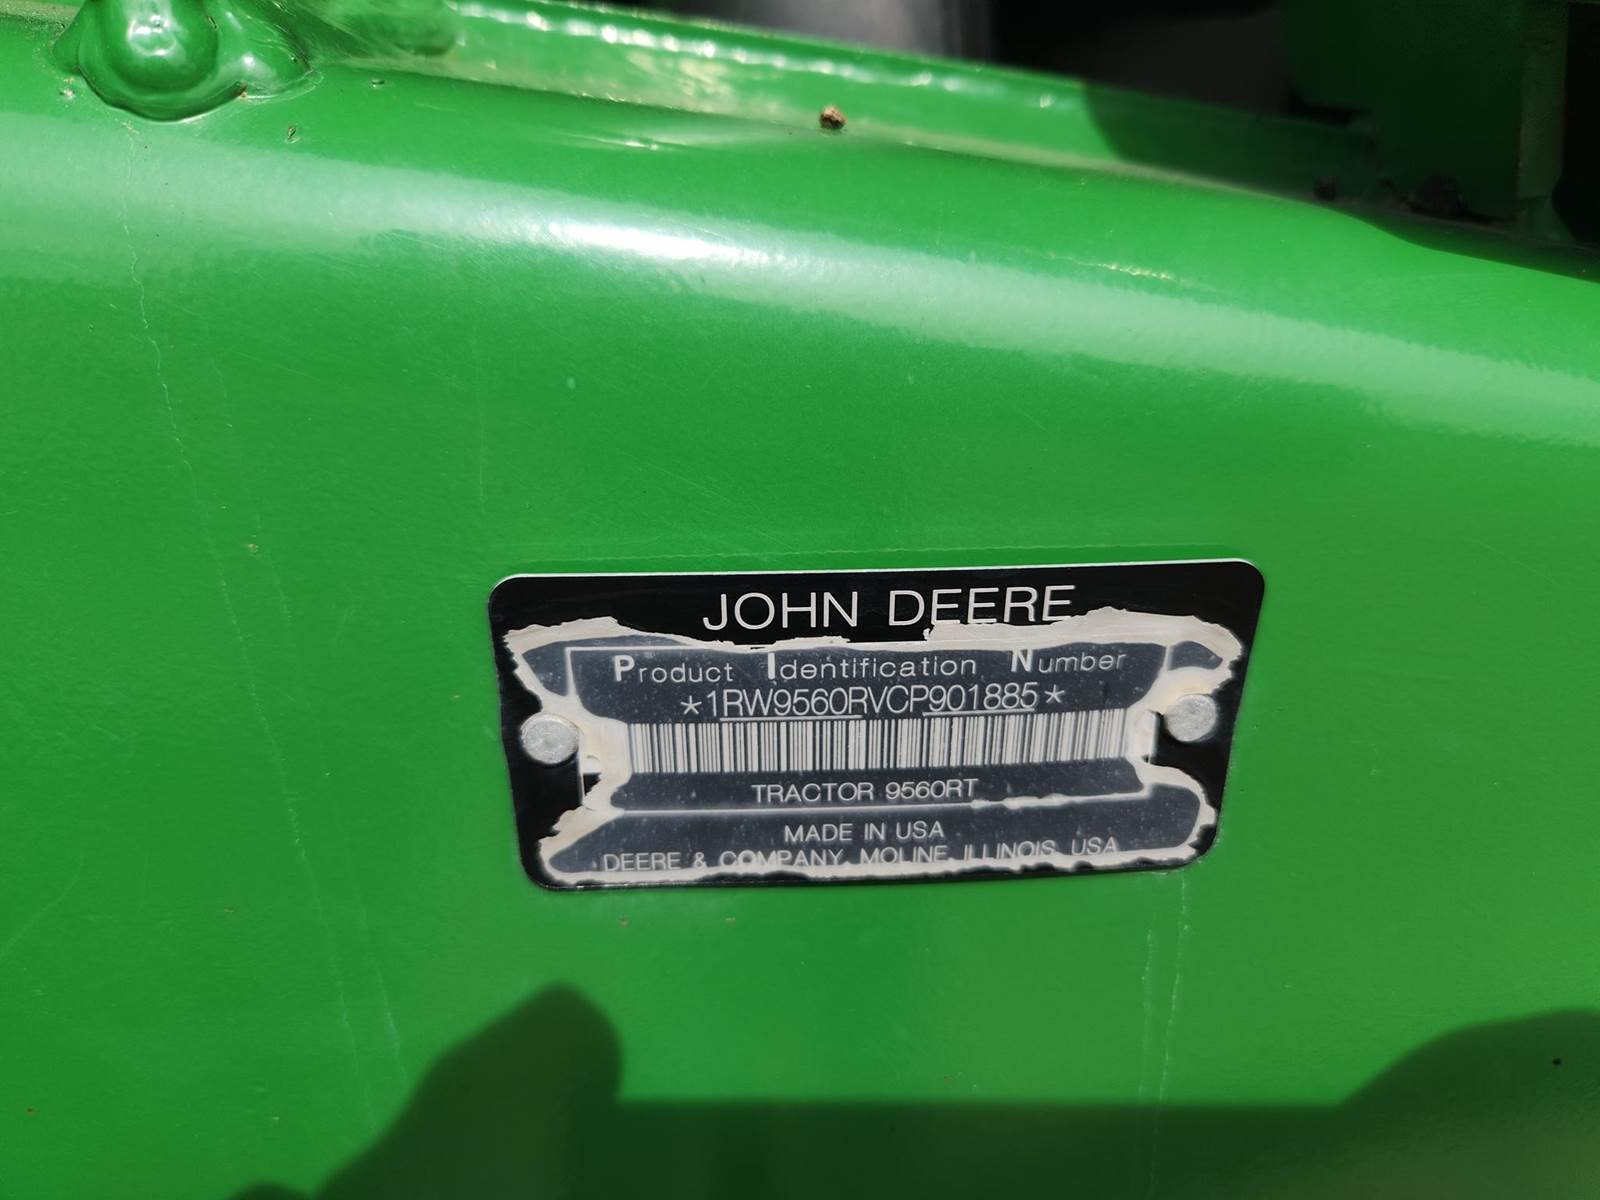 JOHN DEERE
Product Identification Number
*1RW9560RVCP901885*
TRACTOR 9560RT
MADE IN USA
DEERE & COMPANY, MOLINE, ILLINOIS, USA